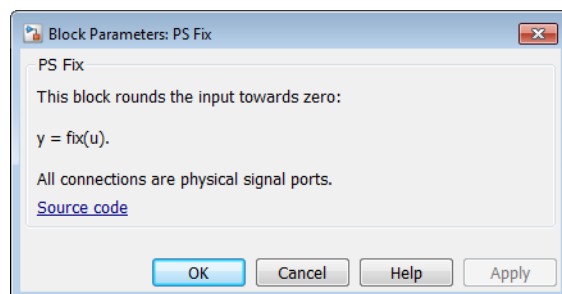 Block Parameters: PS Fix
PS Fix
This block rounds the input towards zero:
y = fix(u).
All connections are physical signal ports.
Source code
OK Cancel Help Apply